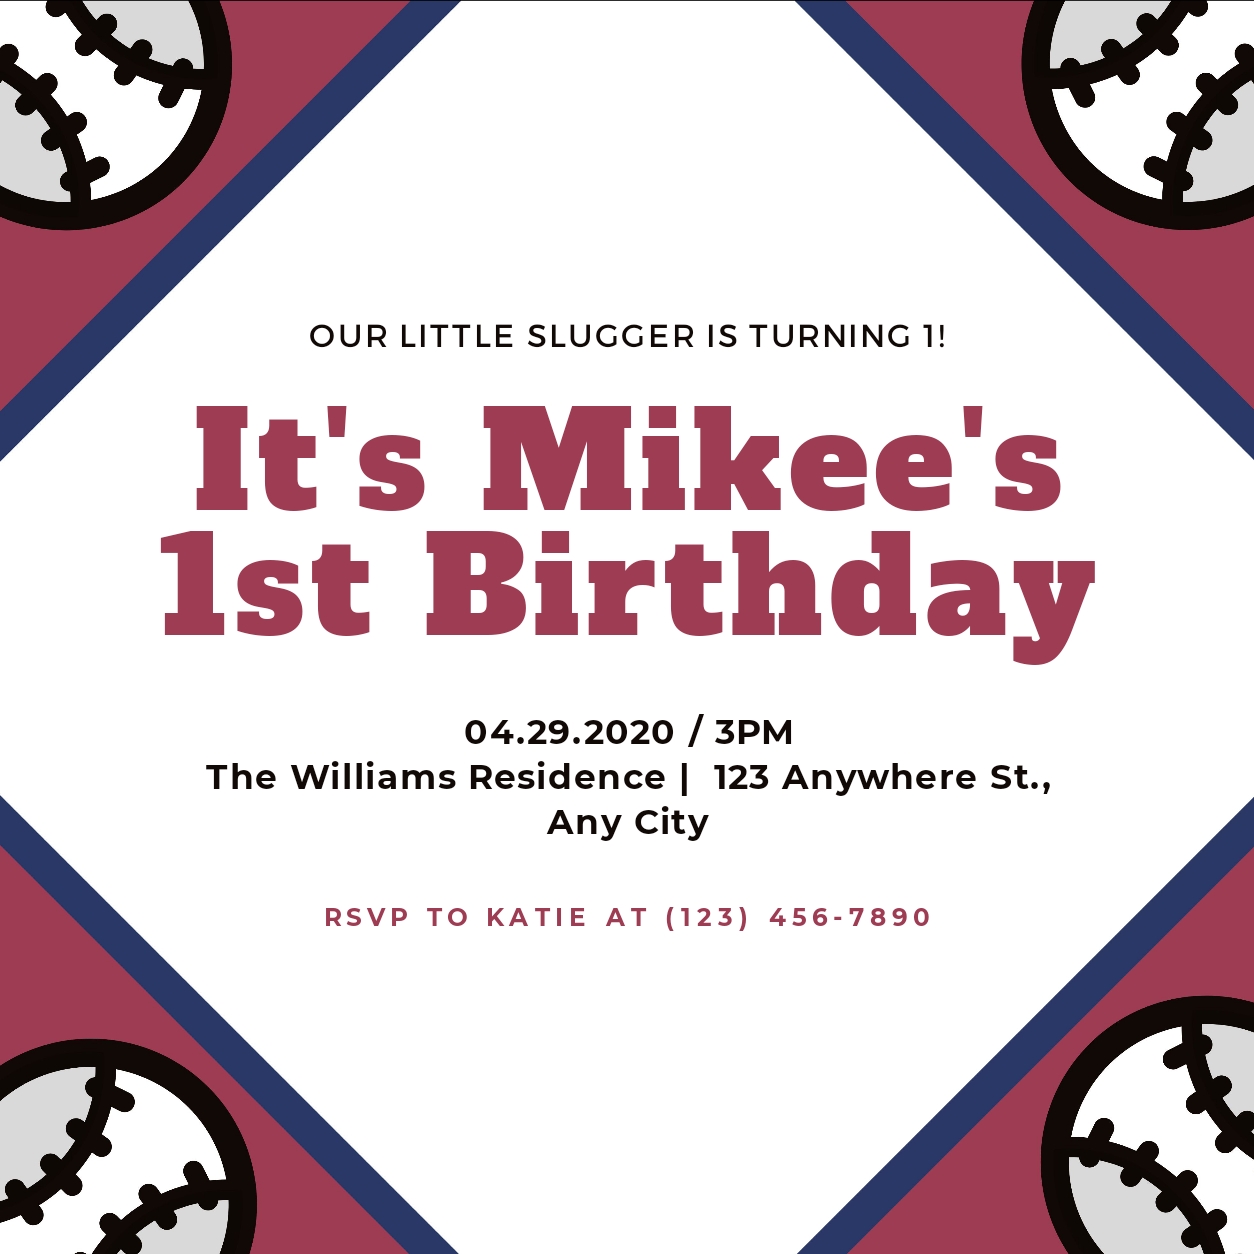 OUR LITTLE SLUGGER IS TURNING 1!
It's Mikee's
1st Birthday
04.29.2020 / 3PM
The Williams Residence | 123 Anywhere St.,
Any City
RSVP TO KATIE AT (123) 456-7890